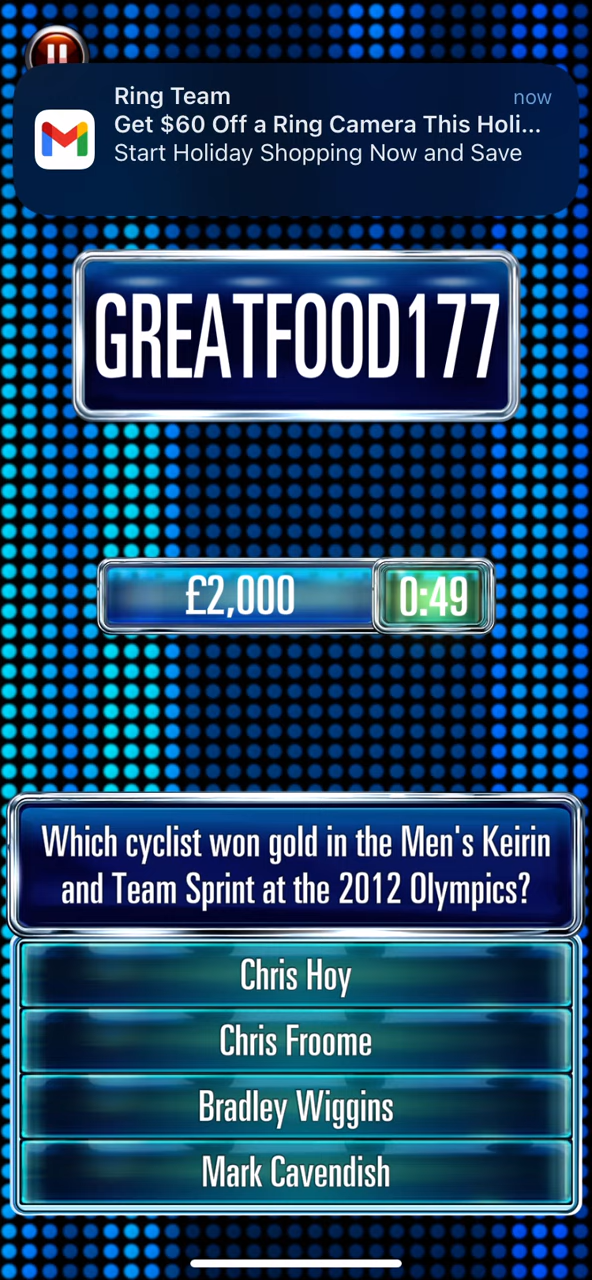 Ring Team
now
Get $60 Off a Ring Camera This Holi...
Start Holiday Shopping Now and Save
GREATFOOD177
£2,000
0:49
Which cyclist won gold in the Men's Keirin
and Team Sprint at the 2012 Olympics?
Chris Hoy
Chris Froome
Bradley Wiggins
Mark Cavendish